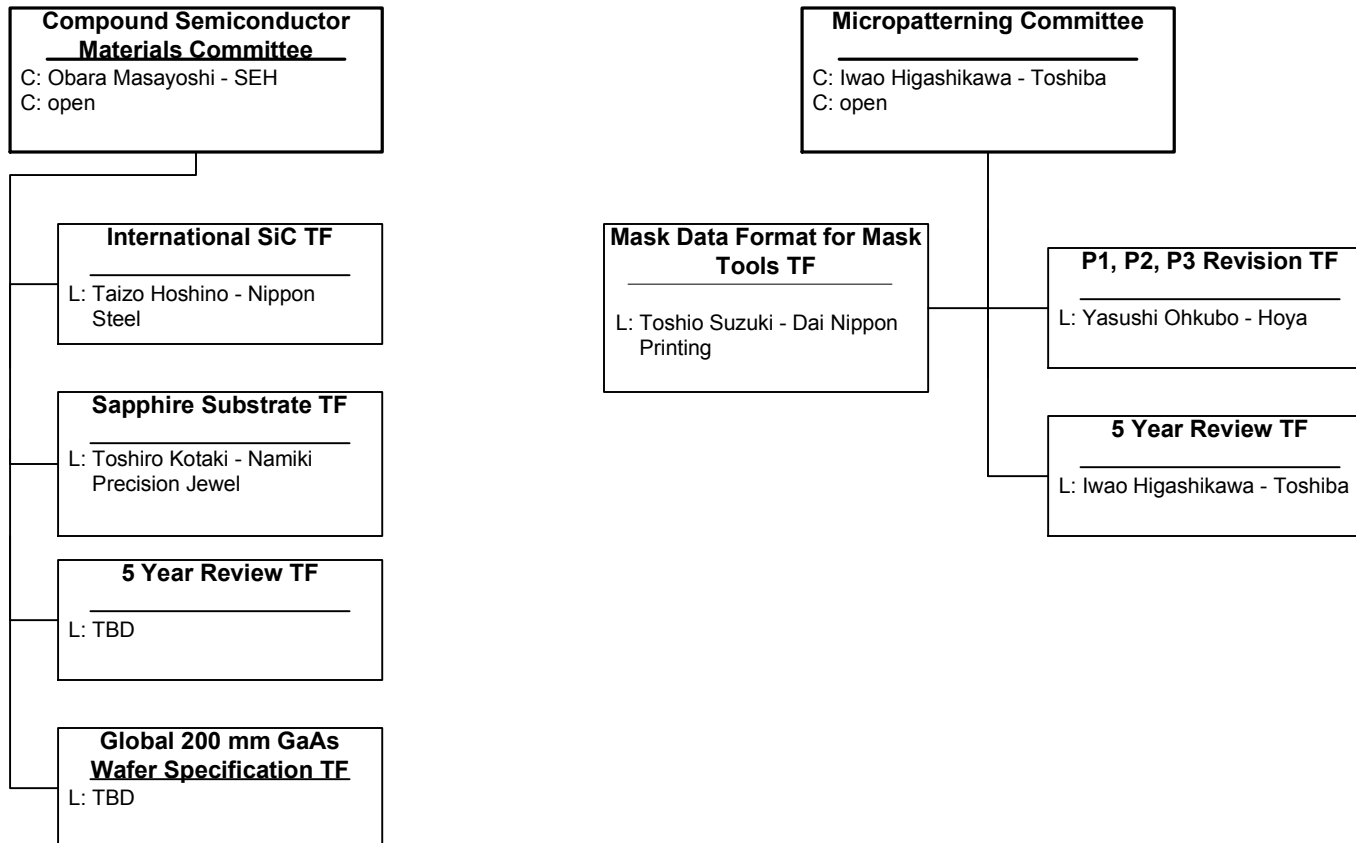 Compound Semiconductor
Materials Committee
C: Obara Masayoshi - SEH
C: open
International SiC TF
L: Taizo Hoshino - Nippon
Steel
Sapphire Substrate TF
L: Toshiro Kotaki - Namiki
Precision Jewel
5 Year Review TF
L: TBD
Global 200 mm GaAs
Wafer Specification TF
L: TBD
Micropatterning Committee
C: Iwao Higashikawa - Toshiba
C: open
Mask Data Format for Mask
Tools TF
L: Toshio Suzuki - Dai Nippon
Printing
P1, P2, P3 Revision TF
L: Yasushi Ohkubo - Hoya
5 Year Review TF
L: Iwao Higashikawa - Toshiba